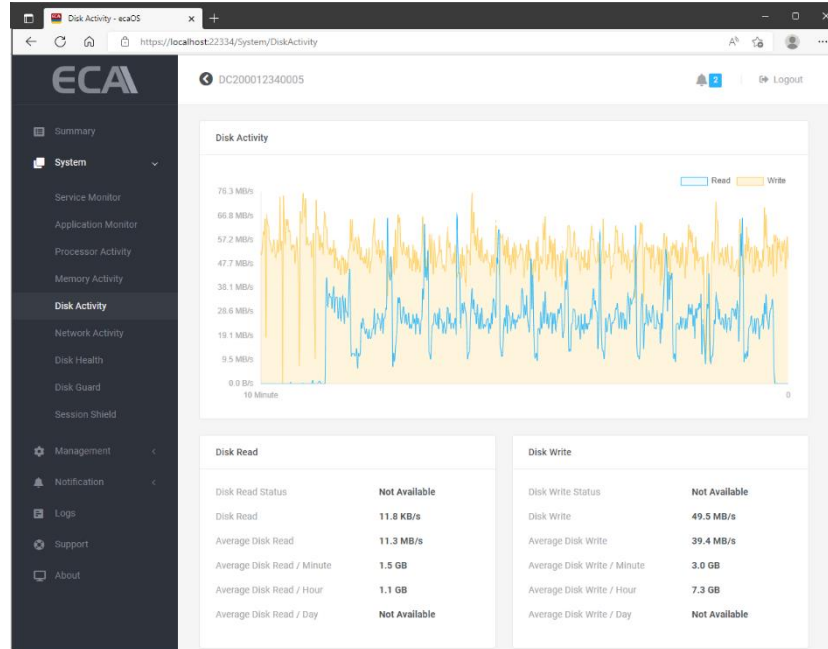 Disk Activity - ecaOS
https://localhost:22334/System/DiskActivity
ECA
DC200012340005
2
Logout
Summary
System
Service Monitor
Application Monitor
Processor Activity
Memory Activity
Disk Activity
Network Activity
Disk Health
Disk Guard
Session Shield
Management
Notification
Logs
Support
About
Disk Activity
Read Write
76.3 MB/s
66.8 MB/s
57.2 MB/s
47.7 MB/s
38.1 MB/s
28.6 MB/s
19.1 MB/s
9.5 MB/s
0.0 B/s
10 Minute 0
Disk Read
Disk Read Status Not Available
Disk Read 11.8 KB/s
Average Disk Read 11.3 MB/s
Average Disk Read / Minute 1.5 GB
Average Disk Read / Hour 1.1 GB
Average Disk Read / Day Not Available
Disk Write
Disk Write Status Not Available
Disk Write 49.5 MB/s
Average Disk Write 39.4 MB/s
Average Disk Write / Minute 3.0 GB
Average Disk Write / Hour 7.3 GB
Average Disk Write / Day Not Available